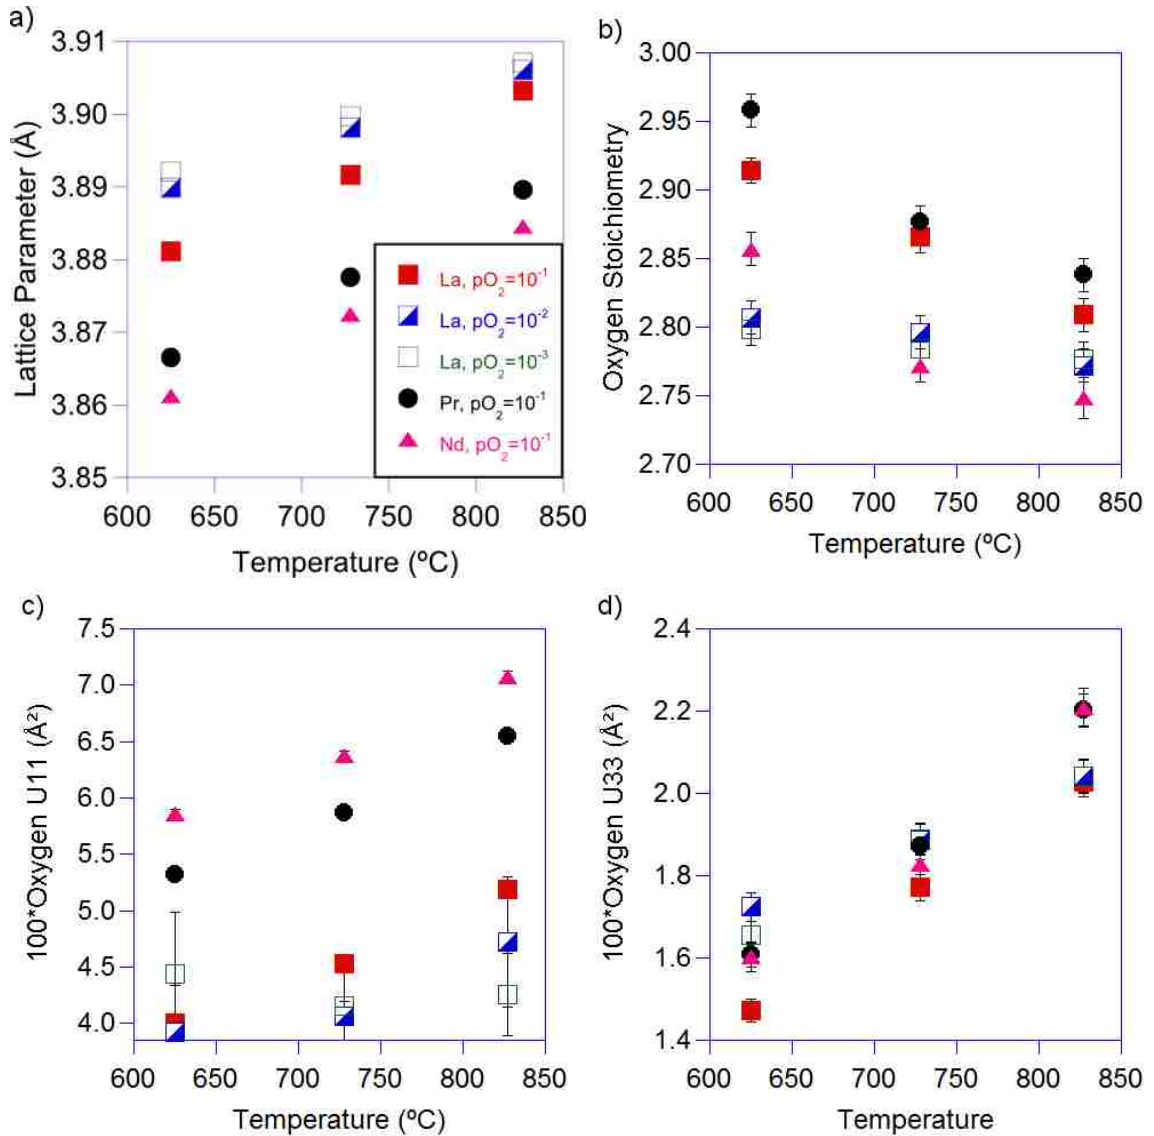 a)
3.91
3.90
3.89
3.88
3.87
3.86
3.85
Lattice Parameter (Å)
600 650 700 750 800 850
Temperature (ºC)
La, pO₂=10⁻¹
La, pO₂=10⁻²
La, pO₂=10⁻³
Pr, pO₂=10⁻¹
Nd, pO₂=10⁻¹
b)
3.00
2.95
2.90
2.85
2.80
2.75
2.70
Oxygen Stoichiometry
600 650 700 750 800 850
Temperature (ºC)
c)
7.5
7.0
6.5
6.0
5.5
5.0
4.5
4.0
100*Oxygen U11 (Å²)
600 650 700 750 800 850
Temperature (ºC)
d)
2.4
2.2
2.0
1.8
1.6
1.4
100*Oxygen U33 (Å²)
600 650 700 750 800 850
Temperature